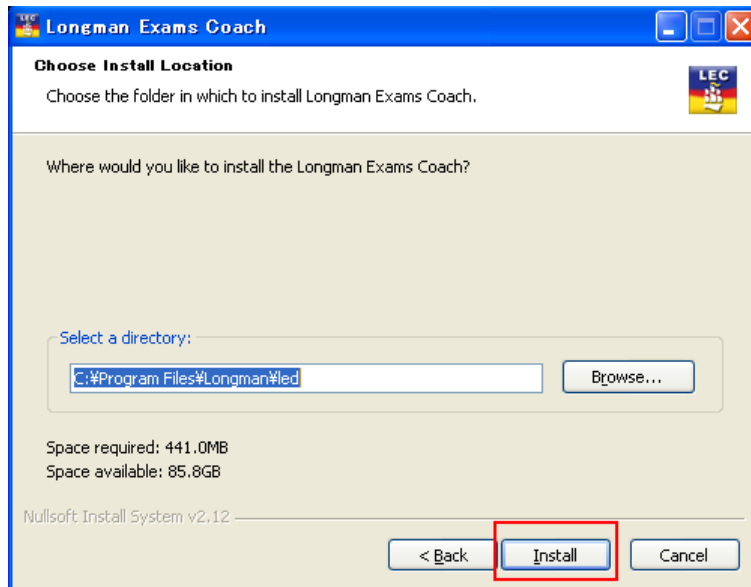 Longman Exams Coach
Choose Install Location
Choose the folder in which to install Longman Exams Coach.
LEC
Where would you like to install the Longman Exams Coach?
Select a directory:
C:¥Program Files¥Longman¥led
Browse...
Space required: 441.0MB
Space available: 85.8GB
Nullsoft Install System v2.12
< Back
Install
Cancel